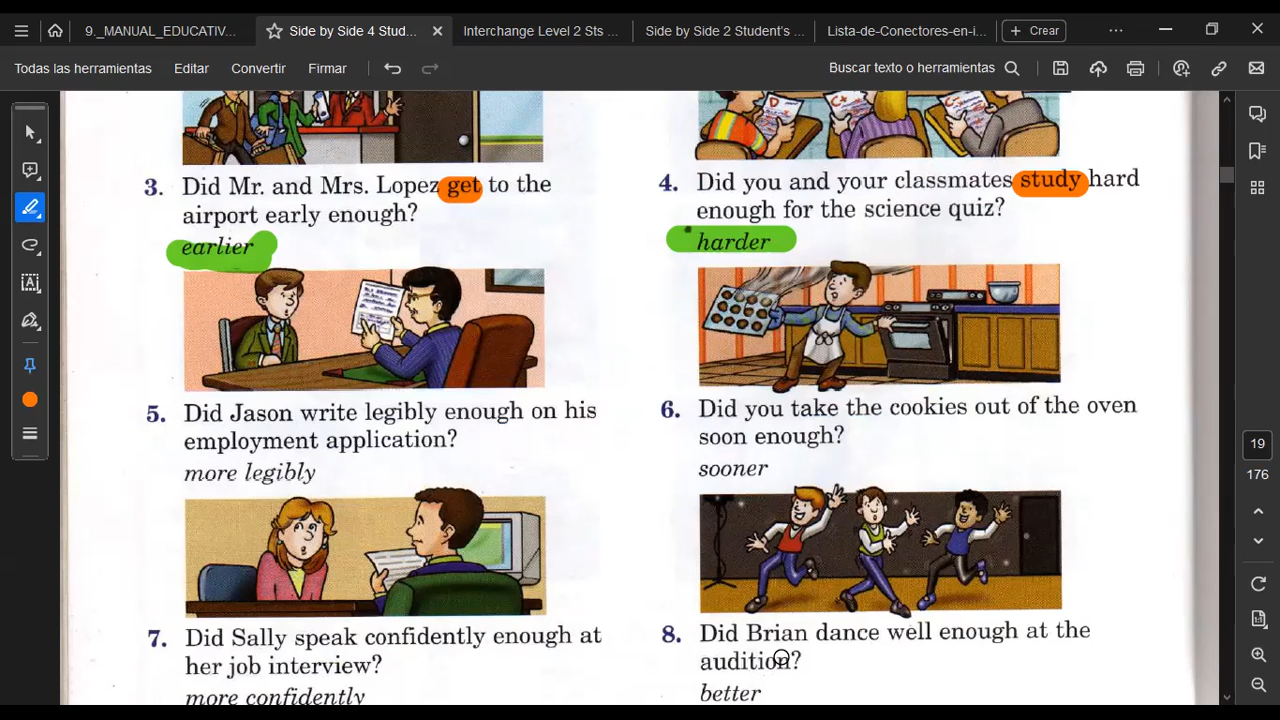 9._MANUAL_EDUCATIV...
Side by Side 4 Stud...
Interchange Level 2 Sts ...
Side by Side 2 Student's ...
Lista-de-Conectores-en-i...
+ Crear
Todas las herramientas
Editar
Convertir
Firmar
Buscar texto o herramientas
D
C+
C-
3. Did Mr. and Mrs. Lopez get to the
airport early enough?
earlier
4. Did you and your classmates study hard
enough for the science quiz?
harder
5. Did Jason write legibly enough on his
employment application?
more legibly
6. Did you take the cookies out of the oven
soon enough?
sooner
7. Did Sally speak confidently enough at
her job interview?
more confidently
8. Did Brian dance well enough at the
audition?
better
19
176